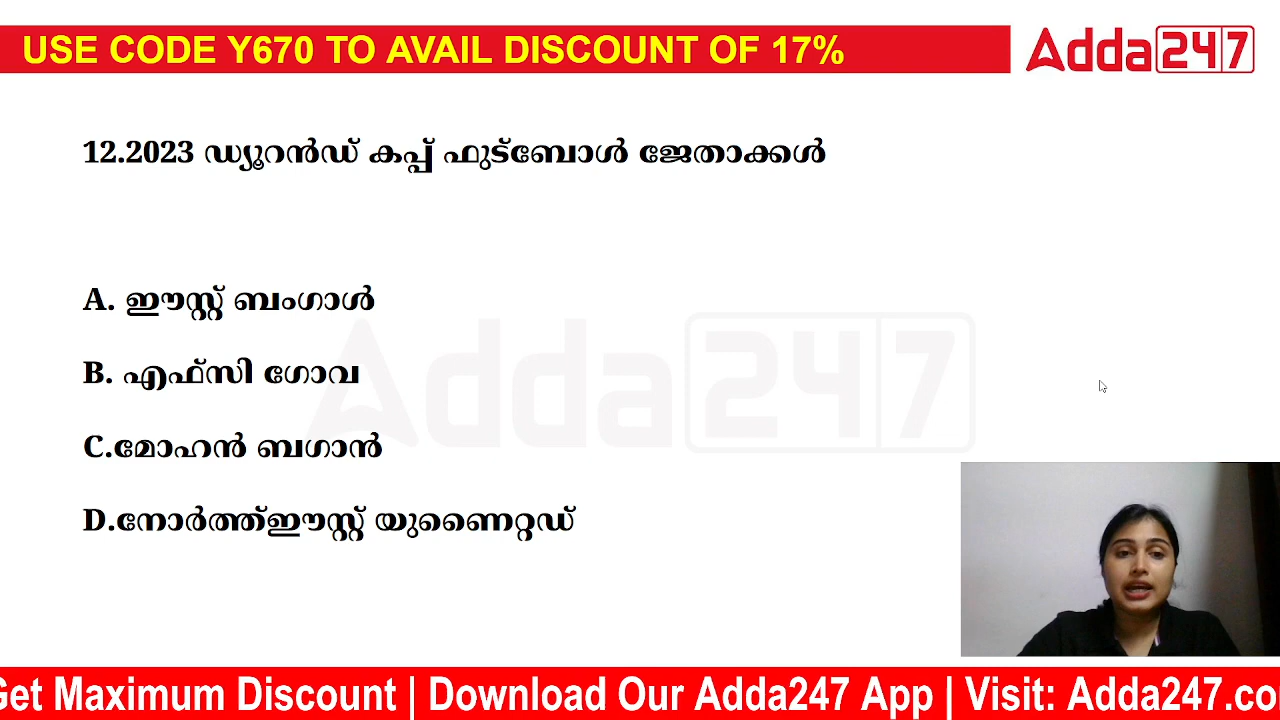 USE CODE Y670 TO AVAIL DISCOUNT OF 17%
Adda247
12.2023 ഡ്യൂറൻഡ് കപ്പ് ഫുട്ബോൾ ജേതാക്കൾ
A. ഈസ്റ്റ് ബംഗാൾ
B. എഫ്സി ഗോവ
C.മോഹൻ ബഗാൻ
D.നോർത്ത്ഈസ്റ്റ് യുണൈറ്റഡ്
Adda247
Get Maximum Discount | Download Our Adda247 App | Visit: Adda247.co